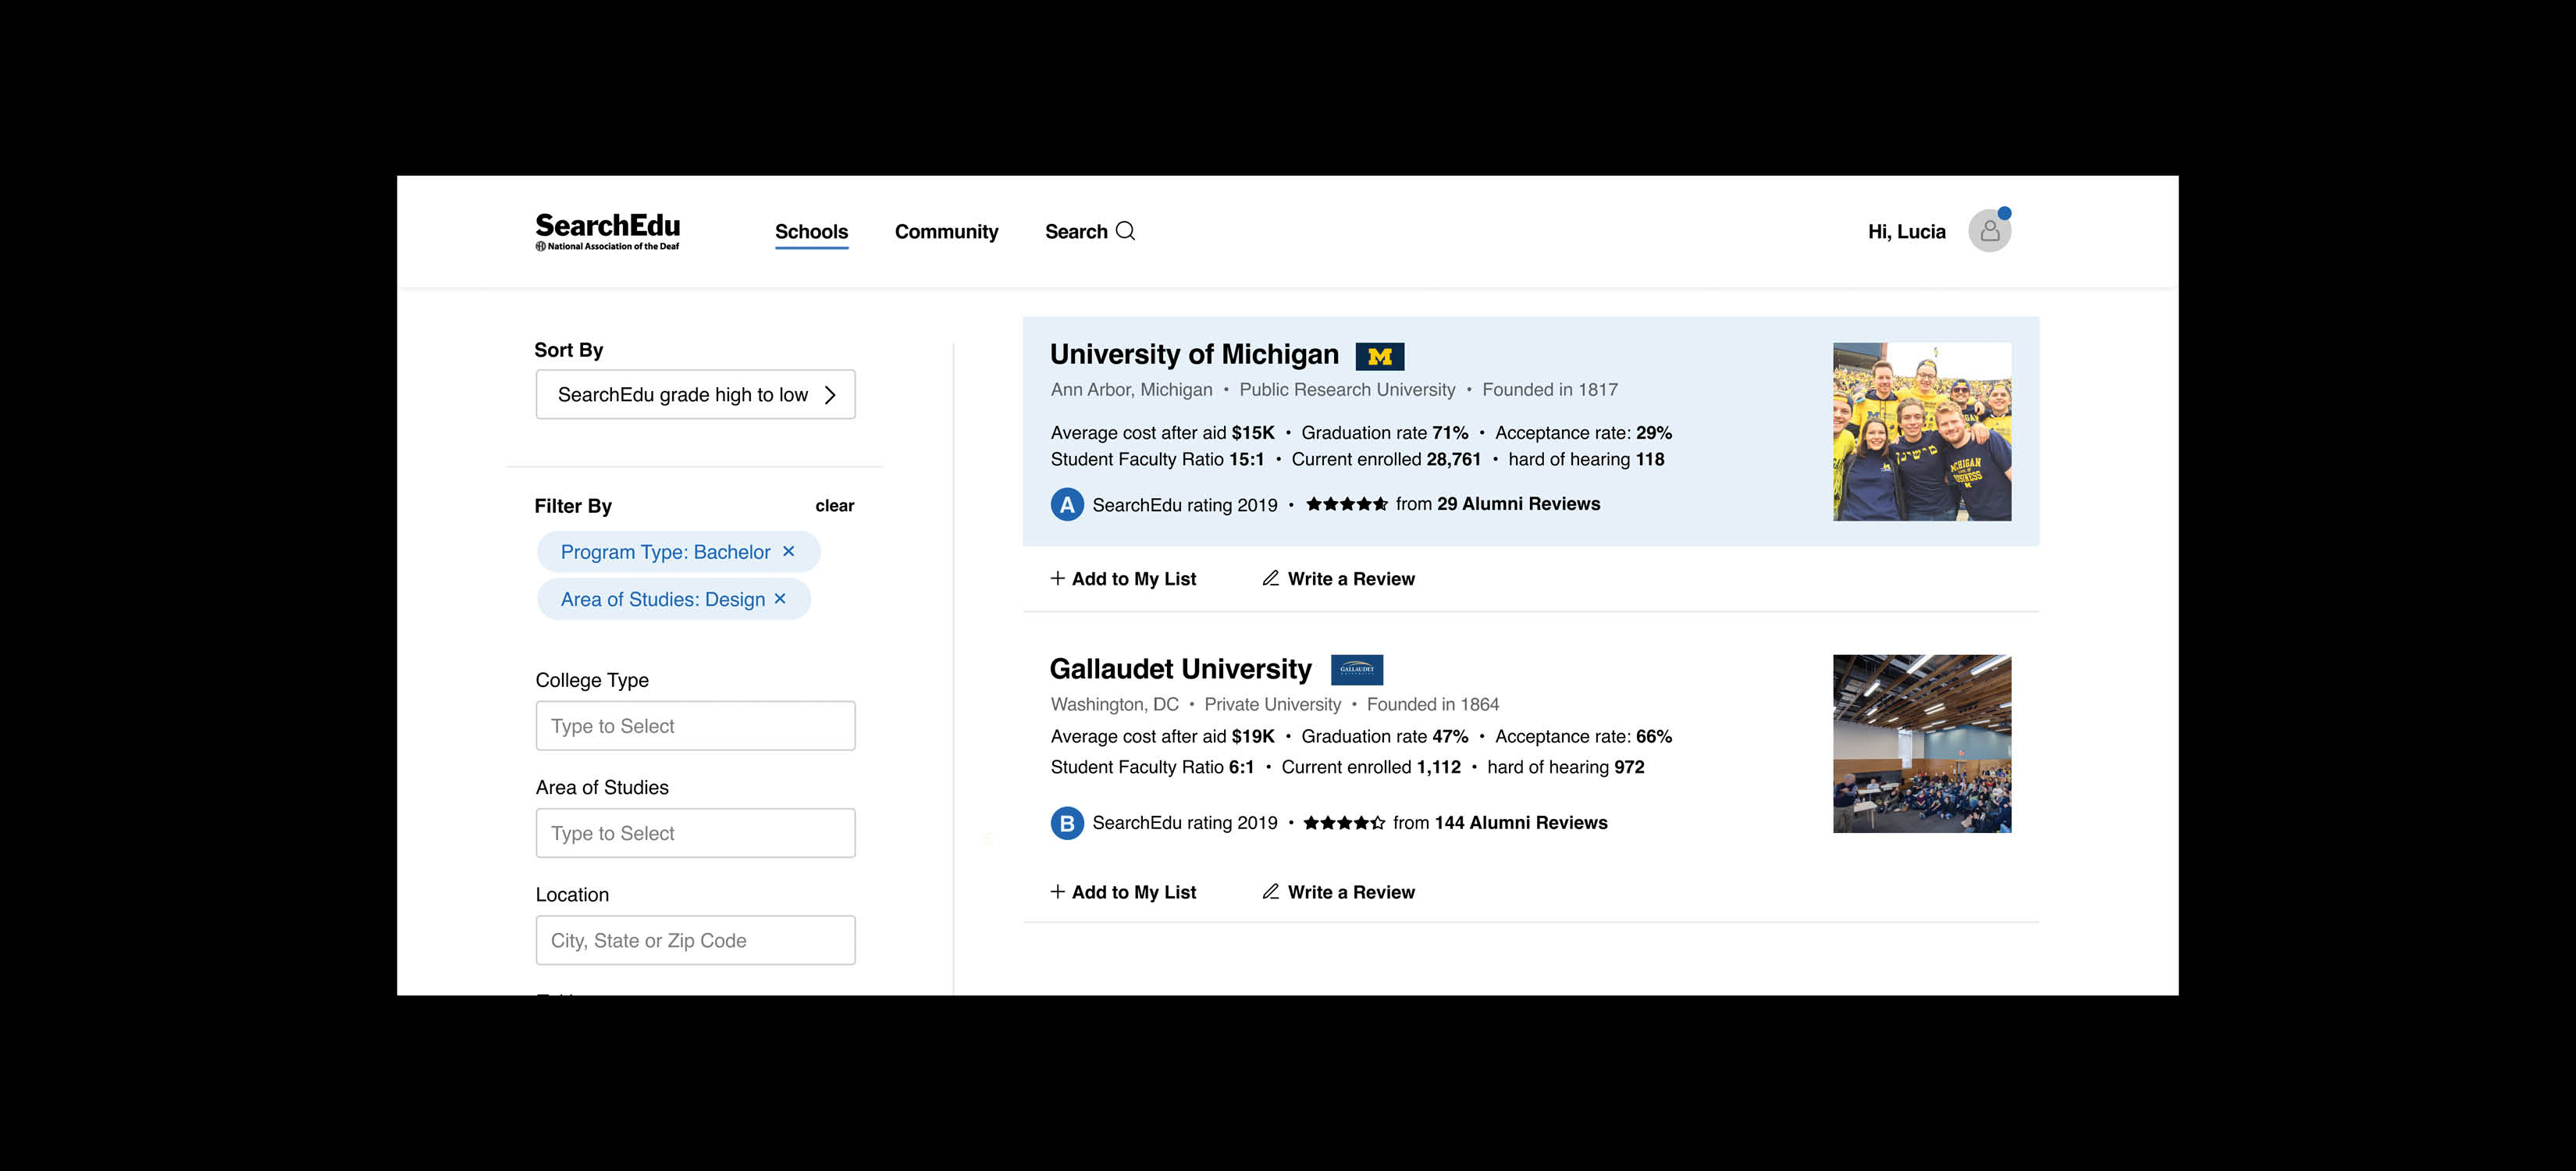 SearchEdu
National Association of the Deaf
Schools
Community
Search
Hi, Lucia
Sort By
SearchEdu grade high to low
Filter By
clear
Program Type: Bachelor ×
Area of Studies: Design ×
College Type
Type to Select
Area of Studies
Type to Select
Location
City, State or Zip Code
University of Michigan
M
Ann Arbor, Michigan • Public Research University • Founded in 1817
Average cost after aid $15K • Graduation rate 71% • Acceptance rate: 29%
Student Faculty Ratio 15:1 • Current enrolled 28,761 • hard of hearing 118
A SearchEdu rating 2019 • ★★★★★ from 29 Alumni Reviews
+ Add to My List
Write a Review
Gallaudet University
GALLAUDET
UNIVERSITY
Washington, DC • Private University • Founded in 1864
Average cost after aid $19K • Graduation rate 47% • Acceptance rate: 66%
Student Faculty Ratio 6:1 • Current enrolled 1,112 • hard of hearing 972
B SearchEdu rating 2019 • ★★★★⯪ from 144 Alumni Reviews
+ Add to My List
Write a Review